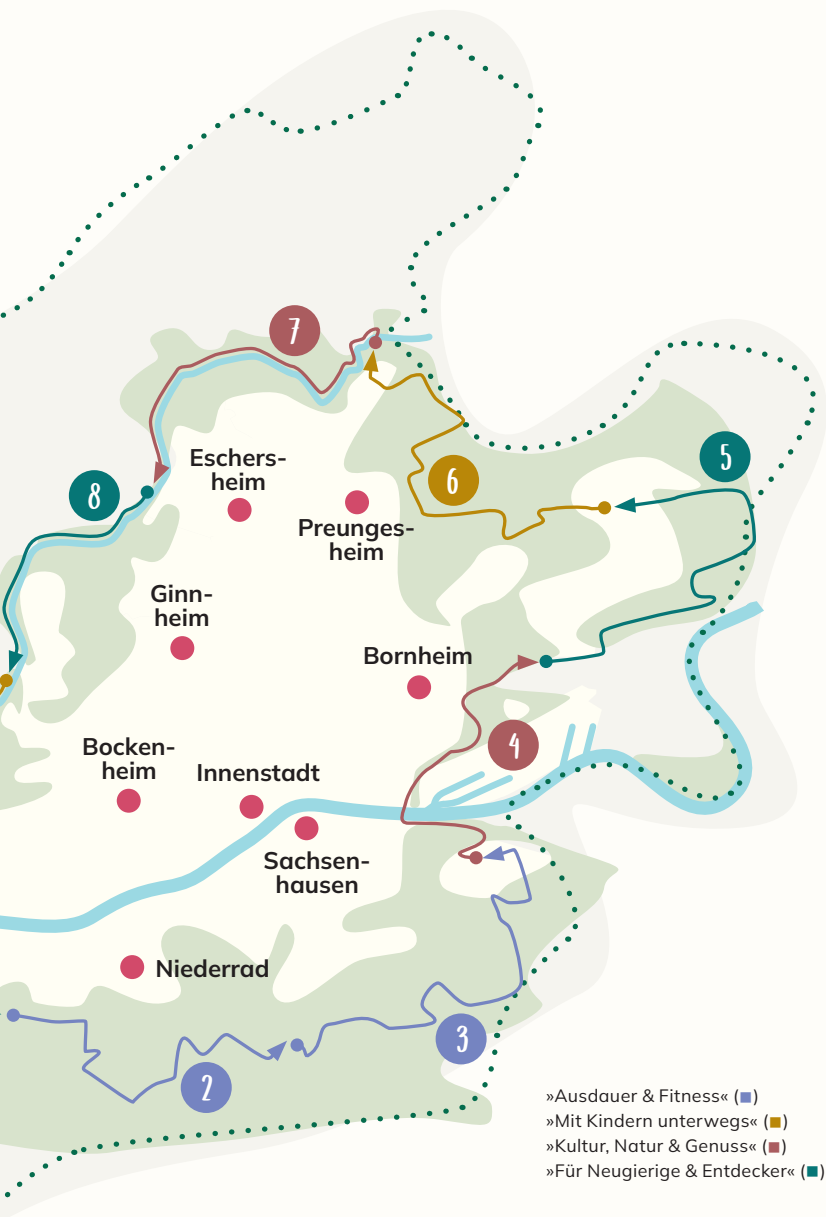 7
5
8
Eschers-
heim
6
Preunges-
heim
Ginn-
heim
Bornheim
4
Bocken-
heim
Innenstadt
Sachsen-
hausen
Niederrad
3
2
»Ausdauer & Fitness« (■)
»Mit Kindern unterwegs« (■)
»Kultur, Natur & Genuss« (■)
»Für Neugierige & Entdecker« (■)